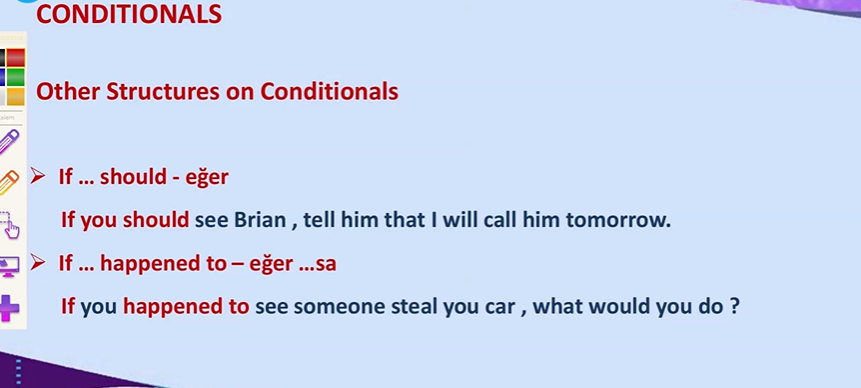 CONDITIONALS
Other Structures on Conditionals
➢ If ... should - eğer
If you should see Brian , tell him that I will call him tomorrow.
➢ If ... happened to – eğer ...sa
If you happened to see someone steal you car , what would you do ?